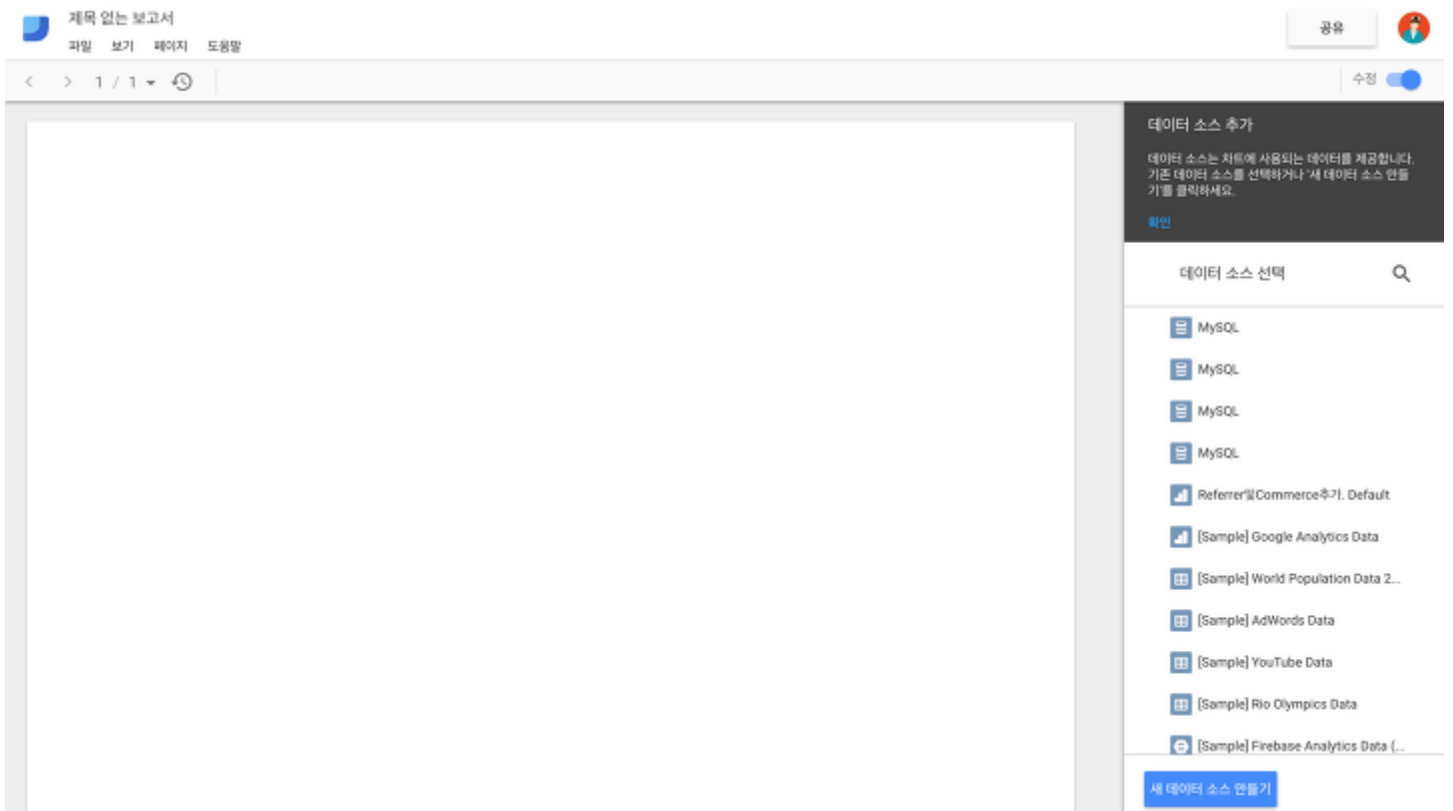 제목 없는 보고서
파일 보기 페이지 도움말
공유
1 / 1
수정
데이터 소스 추가
데이터 소스는 차트에 사용되는 데이터를 제공합니다.
기존 데이터 소스를 선택하거나 '새 데이터 소스 만들
기'를 클릭하세요.
확인
데이터 소스 선택
MySQL
MySQL
MySQL
MySQL
Referrer및Commerce추가. Default
[Sample] Google Analytics Data
[Sample] World Population Data 2...
[Sample] AdWords Data
[Sample] YouTube Data
[Sample] Rio Olympics Data
[Sample] Firebase Analytics Data (...
새 데이터 소스 만들기